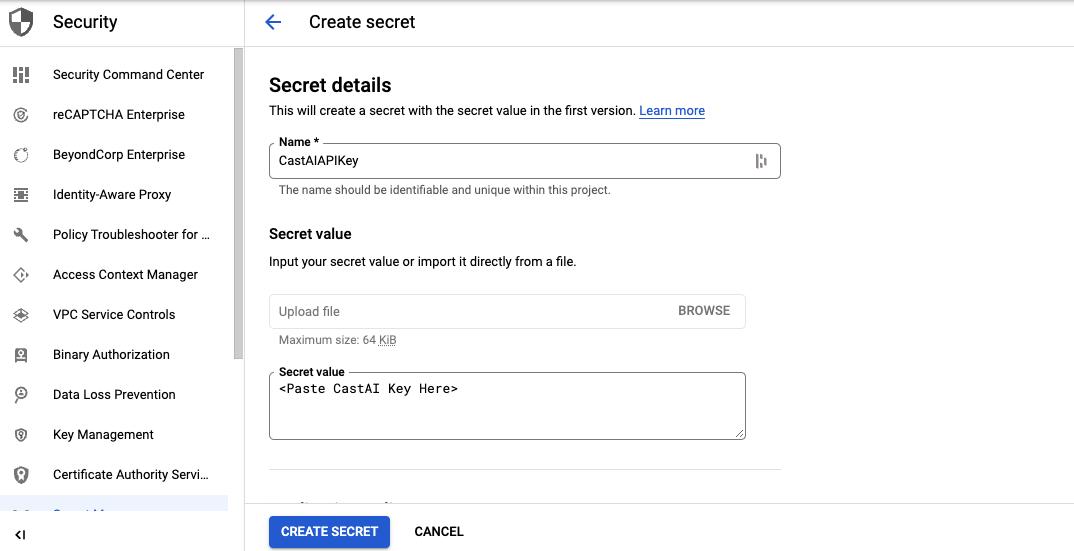 Security
Create secret
Security Command Center
reCAPTCHA Enterprise
BeyondCorp Enterprise
Identity-Aware Proxy
Policy Troubleshooter for ...
Access Context Manager
VPC Service Controls
Binary Authorization
Data Loss Prevention
Key Management
Certificate Authority Servi...
Secret details
This will create a secret with the secret value in the first version. Learn more
Name *
CastAIAPIKey
The name should be identifiable and unique within this project.
Secret value
Input your secret value or import it directly from a file.
Upload file
BROWSE
Maximum size: 64 KiB
Secret value
<Paste CastAI Key Here>
CREATE SECRET
CANCEL